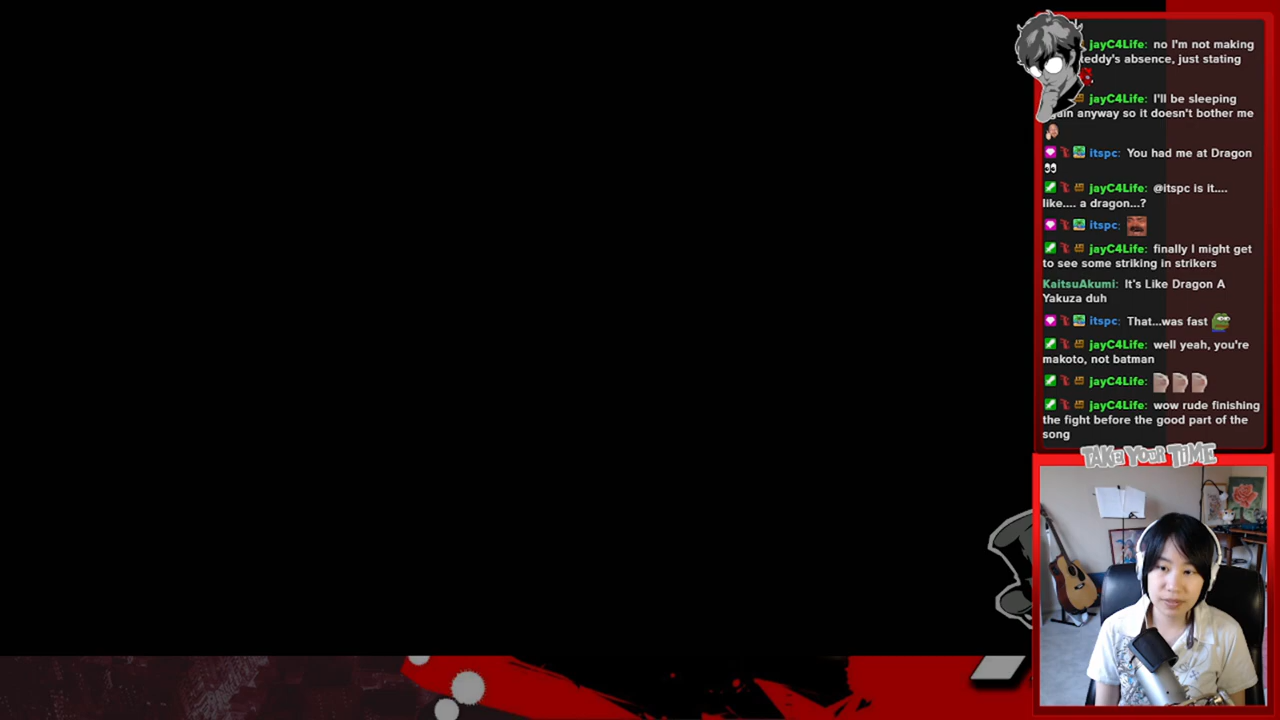 jayC4Life: no I'm not making
teddy's absence, just stating
jayC4Life: I'll be sleeping
again anyway so it doesn't bother me
itspc: You had me at Dragon
jayC4Life: @itspc is it....
like.... a dragon...?
itspc:
jayC4Life: finally I might get
to see some striking in strikers
KaitsuAkumi: It's Like Dragon A
Yakuza duh
itspc: That...was fast
jayC4Life: well yeah, you're
makoto, not batman
jayC4Life:
jayC4Life: wow rude finishing
the fight before the good part of the
song
TAKE YOUR TIME